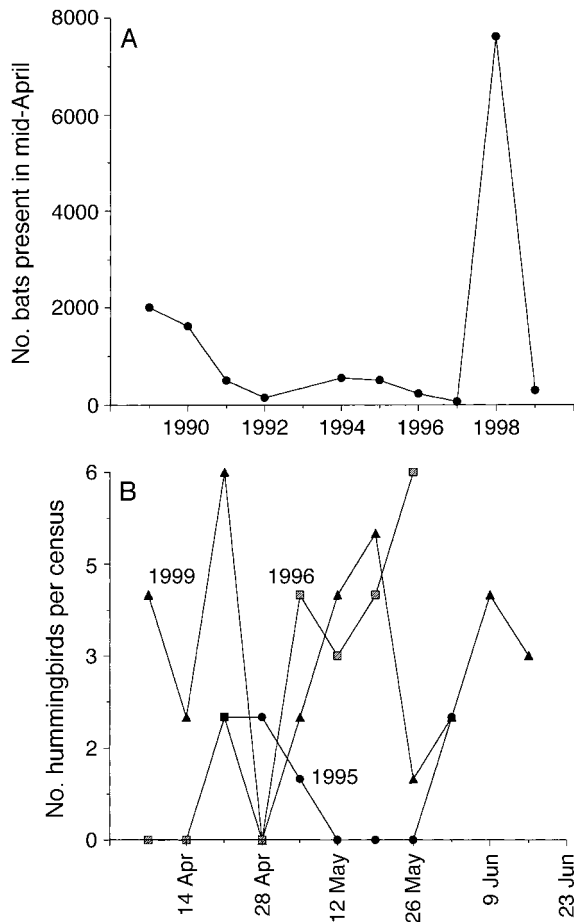 A
No. bats present in mid-April
8000
6000
4000
2000
0
1990 1992 1994 1996 1998
B
No. hummingbirds per census
6
5
3
2
0
1999
1996
1995
14 Apr
28 Apr
12 May
26 May
9 Jun
23 Jun